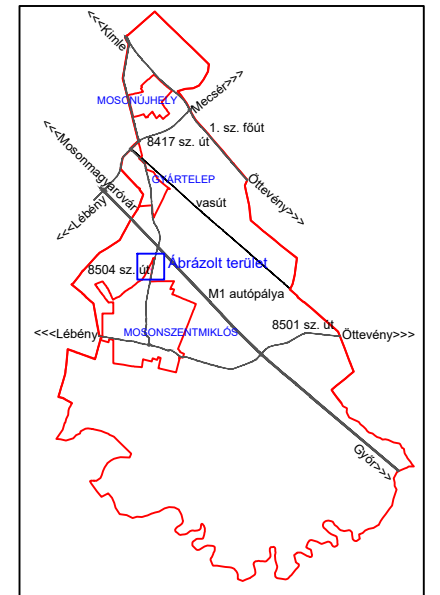 <<<Kimle
Mecsér>>>
MOSONÚJHELY
1. sz. főút
8417 sz. út
<<<Mosonmagyaróvár
GYÁRTELEP
Öttevény>>>
vasút
<<<Lébény
Ábrázolt terület
8504 sz. út
M1 autópálya
8501 sz. út
<<<Lébény
MOSONSZENTMIKLÓS
Öttevény>>>
Győr>>>